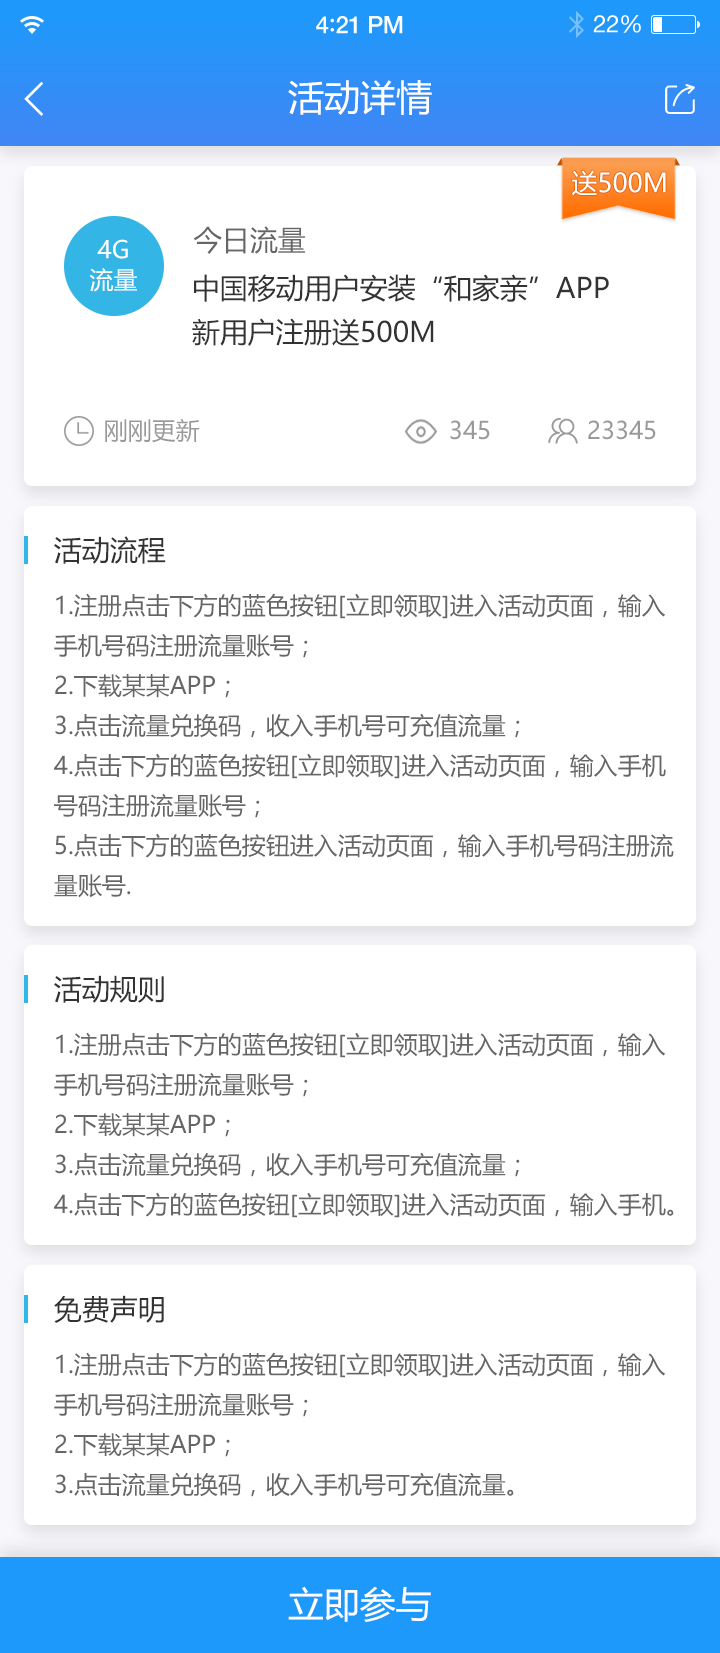 4:21 PM
22%
活动详情
送500M
4G
流量
今日流量
中国移动用户安装“和家亲”APP
新用户注册送500M
刚刚更新
345
23345
活动流程
1.注册点击下方的蓝色按钮[立即领取]进入活动页面，输入
手机号码注册流量账号；
2.下载某某APP；
3.点击流量兑换码，收入手机号可充值流量；
4.点击下方的蓝色按钮[立即领取]进入活动页面，输入手机
号码注册流量账号；
5.点击下方的蓝色按钮进入活动页面，输入手机号码注册流
量账号.
活动规则
1.注册点击下方的蓝色按钮[立即领取]进入活动页面，输入
手机号码注册流量账号；
2.下载某某APP；
3.点击流量兑换码，收入手机号可充值流量；
4.点击下方的蓝色按钮[立即领取]进入活动页面，输入手机。
免费声明
1.注册点击下方的蓝色按钮[立即领取]进入活动页面，输入
手机号码注册流量账号；
2.下载某某APP；
3.点击流量兑换码，收入手机号可充值流量。
立即参与